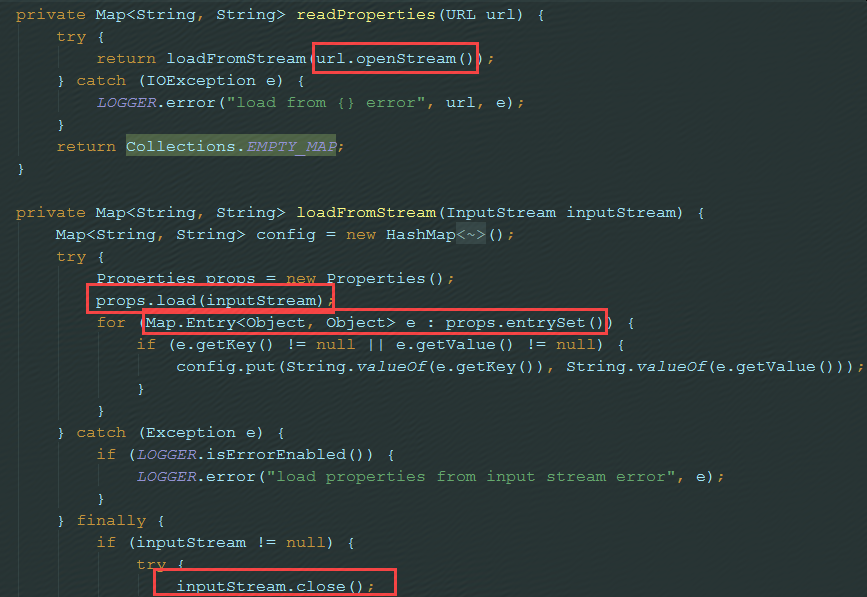 private Map<String, String> readProperties(URL url) {
try {
return loadFromStream(url.openStream());
} catch (IOException e) {
LOGGER.error("load from {} error", url, e);
}
return Collections.EMPTY_MAP;
}
private Map<String, String> loadFromStream(InputStream inputStream) {
Map<String, String> config = new HashMap<~>();
try {
Properties props = new Properties();
props.load(inputStream);
for (Map.Entry<Object, Object> e : props.entrySet()) {
if (e.getKey() != null || e.getValue() != null) {
config.put(String.valueOf(e.getKey()), String.valueOf(e.getValue()));
}
}
} catch (Exception e) {
if (LOGGER.isErrorEnabled()) {
LOGGER.error("load properties from input stream error", e);
}
} finally {
if (inputStream != null) {
try {
inputStream.close();